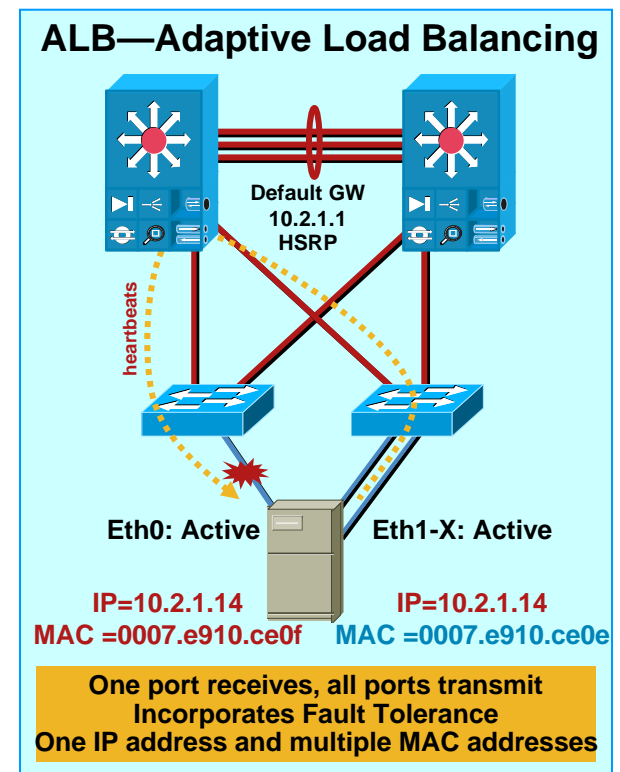 ALB—Adaptive Load Balancing
Default GW
10.2.1.1
HSRP
heartbeats
Eth0: Active
Eth1-X: Active
IP=10.2.1.14
MAC =0007.e910.ce0f
IP=10.2.1.14
MAC =0007.e910.ce0e
One port receives, all ports transmit
Incorporates Fault Tolerance
One IP address and multiple MAC addresses